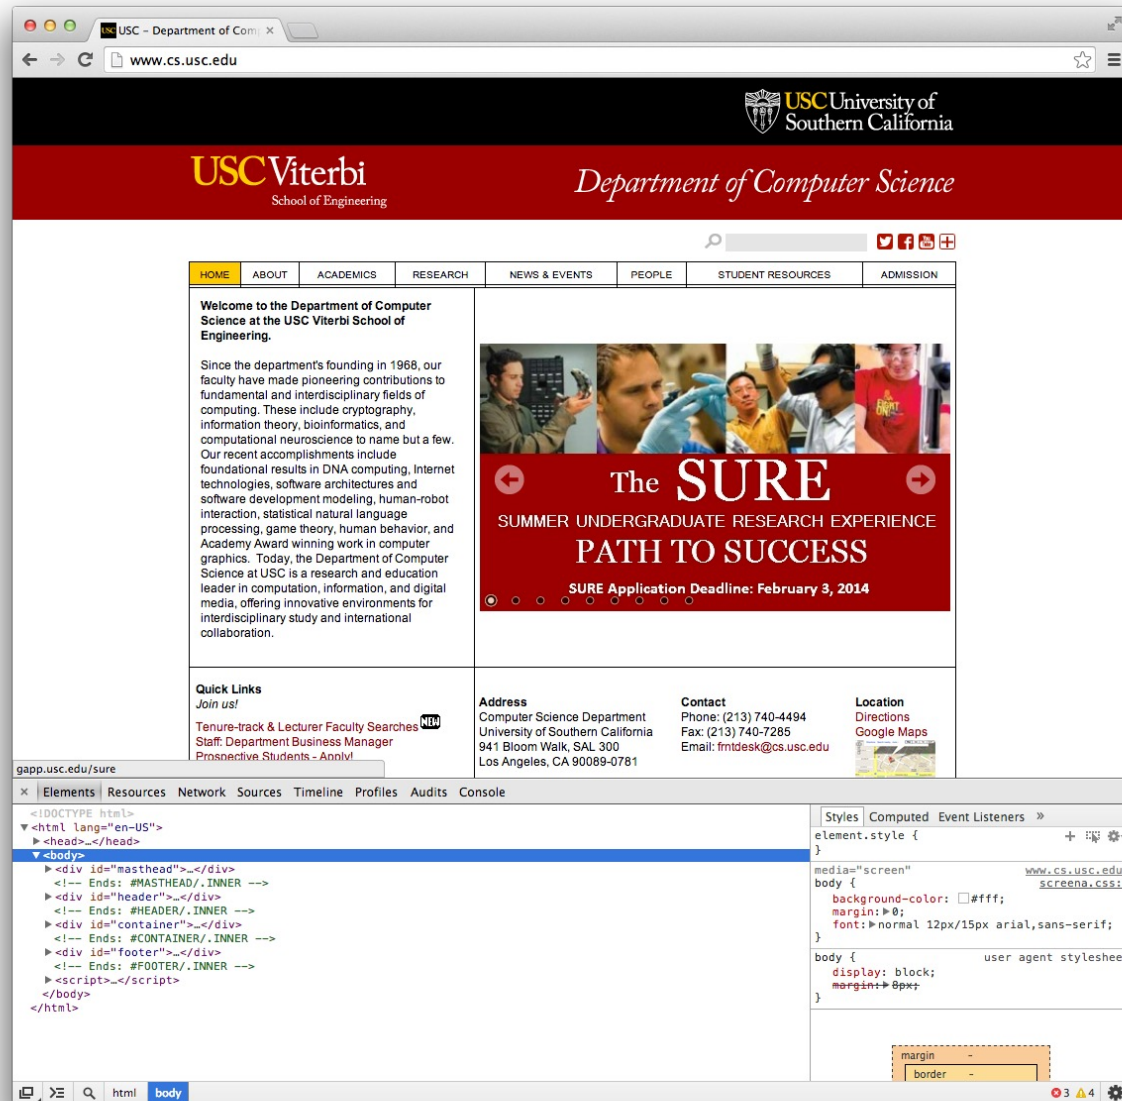 USC – Department of Com
www.cs.usc.edu
USC University of
Southern California
USC Viterbi
School of Engineering
Department of Computer Science
HOME ABOUT ACADEMICS RESEARCH NEWS & EVENTS PEOPLE STUDENT RESOURCES ADMISSION
Welcome to the Department of Computer
Science at the USC Viterbi School of
Engineering.
Since the department's founding in 1968, our
faculty have made pioneering contributions to
fundamental and interdisciplinary fields of
computing. These include cryptography,
information theory, bioinformatics, and
computational neuroscience to name but a few.
Our recent accomplishments include
foundational results in DNA computing, Internet
technologies, software architectures and
software development modeling, human-robot
interaction, statistical natural language
processing, game theory, human behavior, and
Academy Award winning work in computer
graphics. Today, the Department of Computer
Science at USC is a research and education
leader in computation, information, and digital
media, offering innovative environments for
interdisciplinary study and international
collaboration.
FIGHT
ON!
The SURE
SUMMER UNDERGRADUATE RESEARCH EXPERIENCE
PATH TO SUCCESS
SURE Application Deadline: February 3, 2014
Quick Links
Join us!
Tenure-track & Lecturer Faculty Searches NEW
Staff: Department Business Manager
Prospective Students - Apply!
Address
Computer Science Department
University of Southern California
941 Bloom Walk, SAL 300
Los Angeles, CA 90089-0781
Contact
Phone: (213) 740-4494
Fax: (213) 740-7285
Email: frntdesk@cs.usc.edu
Location
Directions
Google Maps
gapp.usc.edu/sure
× Elements Resources Network Sources Timeline Profiles Audits Console
<!DOCTYPE html>
<html lang="en-US">
<head>…</head>
<body>
<div id="masthead">…</div>
<!-- Ends: #MASTHEAD/.INNER -->
<div id="header">…</div>
<!-- Ends: #HEADER/.INNER -->
<div id="container">…</div>
<!-- Ends: #CONTAINER/.INNER -->
<div id="footer">…</div>
<!-- Ends: #FOOTER/.INNER -->
<script>…</script>
</body>
</html>
Styles Computed Event Listeners »
element.style {
}
media="screen" www.cs.usc.edu
body { screena.css:
background-color: #fff;
margin: 0;
font: normal 12px/15px arial,sans-serif;
}
body { user agent styleshee
display: block;
margin: 8px;
}
margin -
border -
html body
3 4